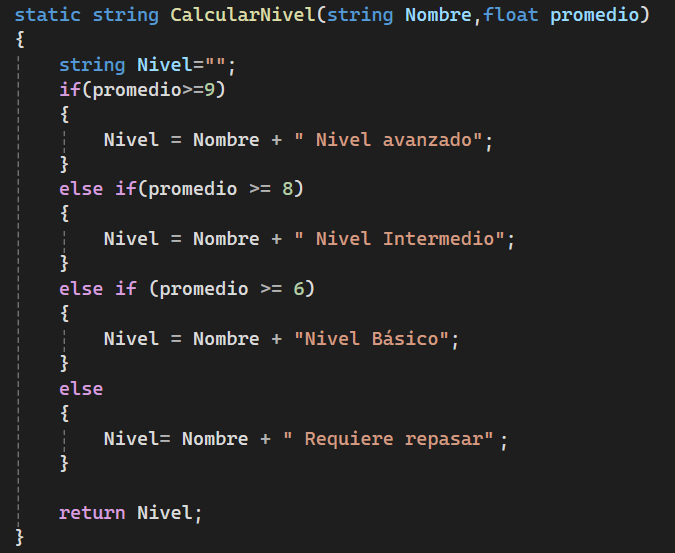 static string CalcularNivel(string Nombre,float promedio)
{
    string Nivel="";
    if(promedio>=9)
    {
        Nivel = Nombre + " Nivel avanzado";
    }
    else if(promedio >= 8)
    {
        Nivel = Nombre + " Nivel Intermedio";
    }
    else if (promedio >= 6)
    {
        Nivel = Nombre + "Nivel Básico";
    }
    else
    {
        Nivel= Nombre + " Requiere repasar" ;
    }

    return Nivel;
}